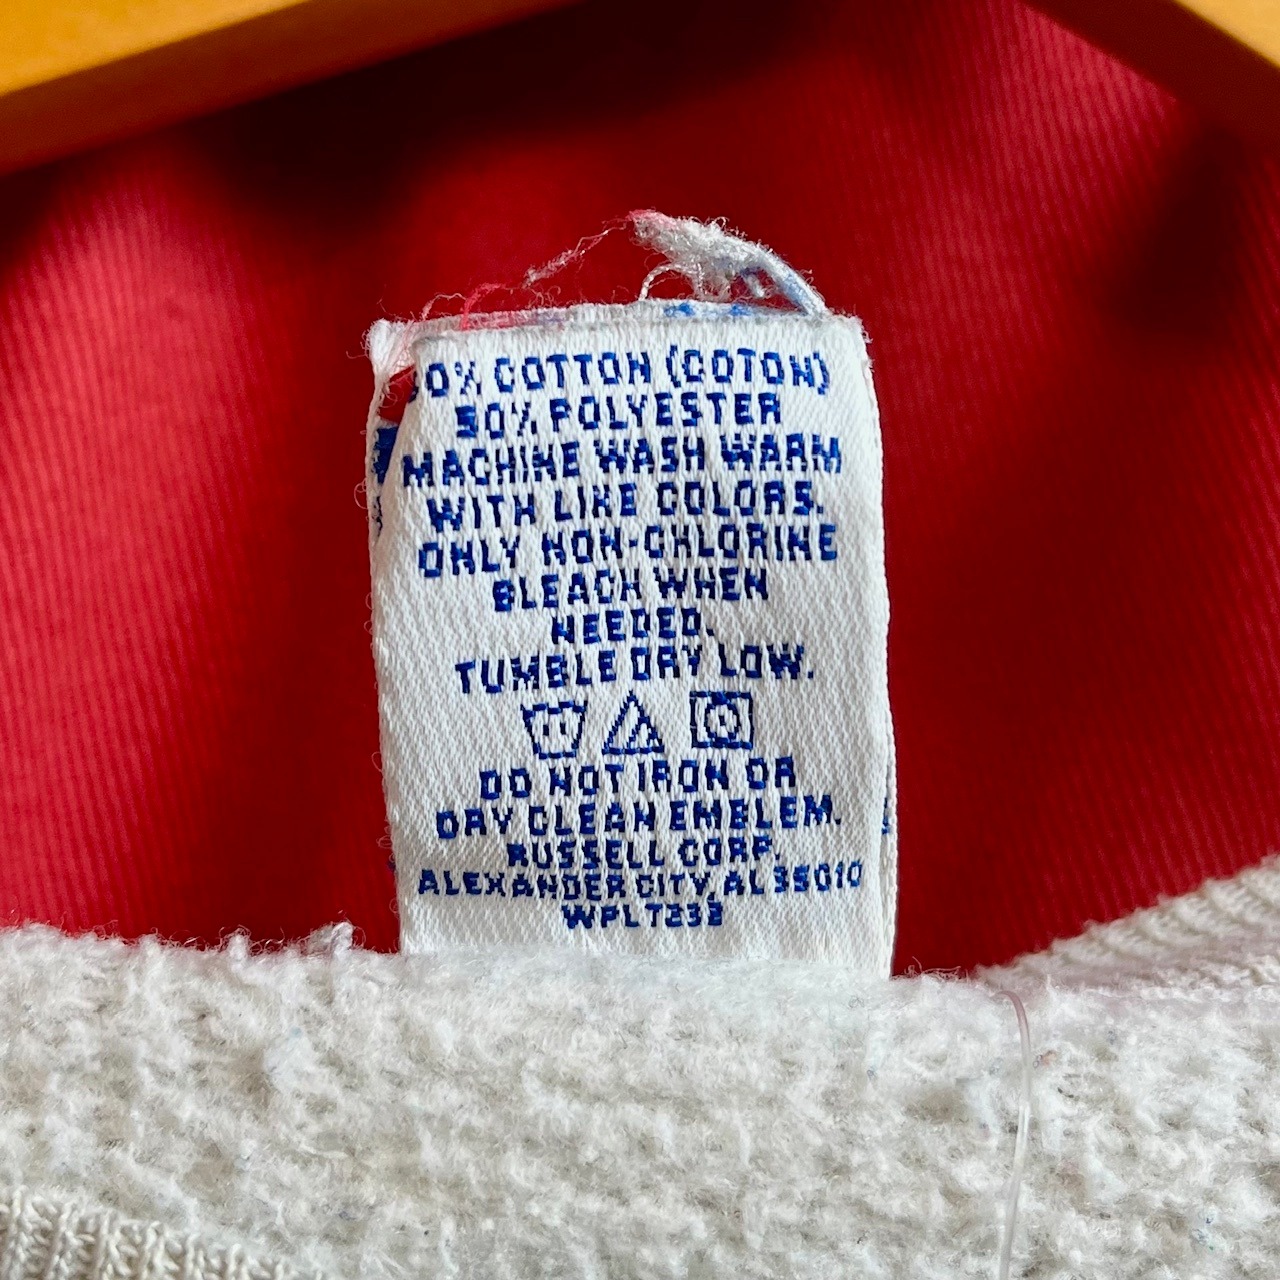 50% COTTON (COTON)
50% POLYESTER
MACHINE WASH WARM
WITH LIKE COLORS.
ONLY NON-CHLORINE
BLEACH WHEN
NEEDED.
TUMBLE DRY LOW.
DO NOT IRON OR
DRY CLEAN EMBLEM.
RUSSELL CORP.
ALEXANDER CITY, AL 35010